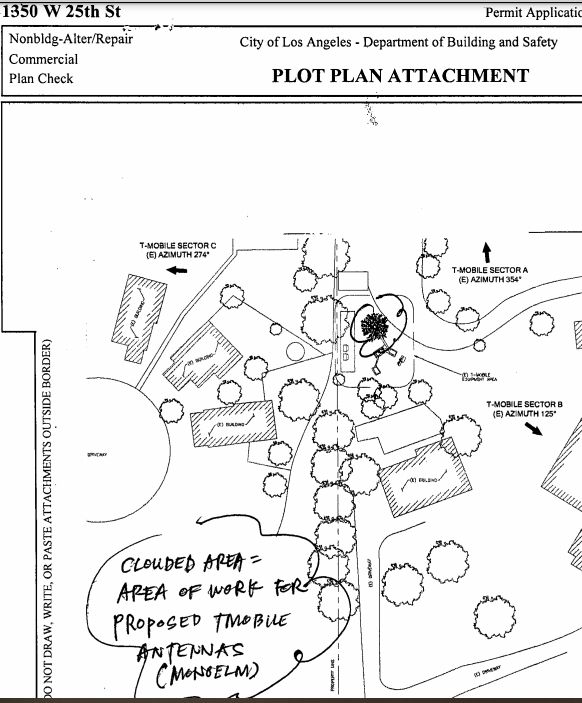 1350 W 25th St
Permit Applicatio
Nonbldg-Alter/Repair
Commercial
Plan Check
City of Los Angeles - Department of Building and Safety
PLOT PLAN ATTACHMENT
T-MOBILE SECTOR C
(E) AZIMUTH 274°
T-MOBILE SECTOR A
(E) AZIMUTH 354°
(E) BUILDING
(E) BUILDING
(E) T-MOBILE
EQUIPMENT AREA
T-MOBILE SECTOR B
(E) AZIMUTH 125°
(E) BUILDING
DRIVEWAY
(E) BUILDING
CLOUDED AREA =
AREA OF WORK FOR
PROPOSED TMOBILE
ANTENNAS
(MONOELM)
(E) DRIVEWAY
(E) DRIVEWAY
PROPERTY LINE
DO NOT DRAW, WRITE, OR PASTE ATTACHMENTS OUTSIDE BORDER)